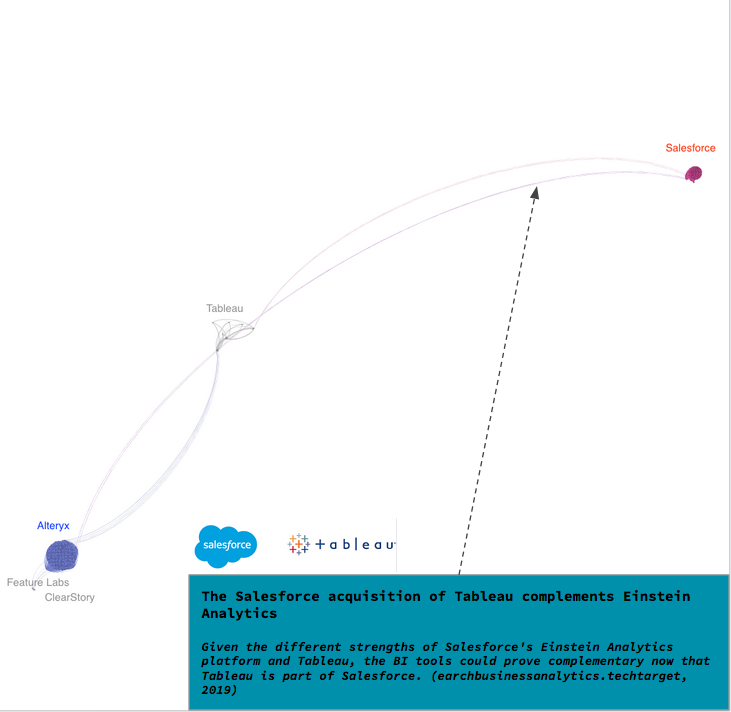 Salesforce
Tableau
Alteryx
Feature Labs
ClearStory
salesforce
+ableau
The Salesforce acquisition of Tableau complements Einstein
Analytics
Given the different strengths of Salesforce's Einstein Analytics
platform and Tableau, the BI tools could prove complementary now that
Tableau is part of Salesforce. (earchbusinessanalytics.techtarget,
2019)